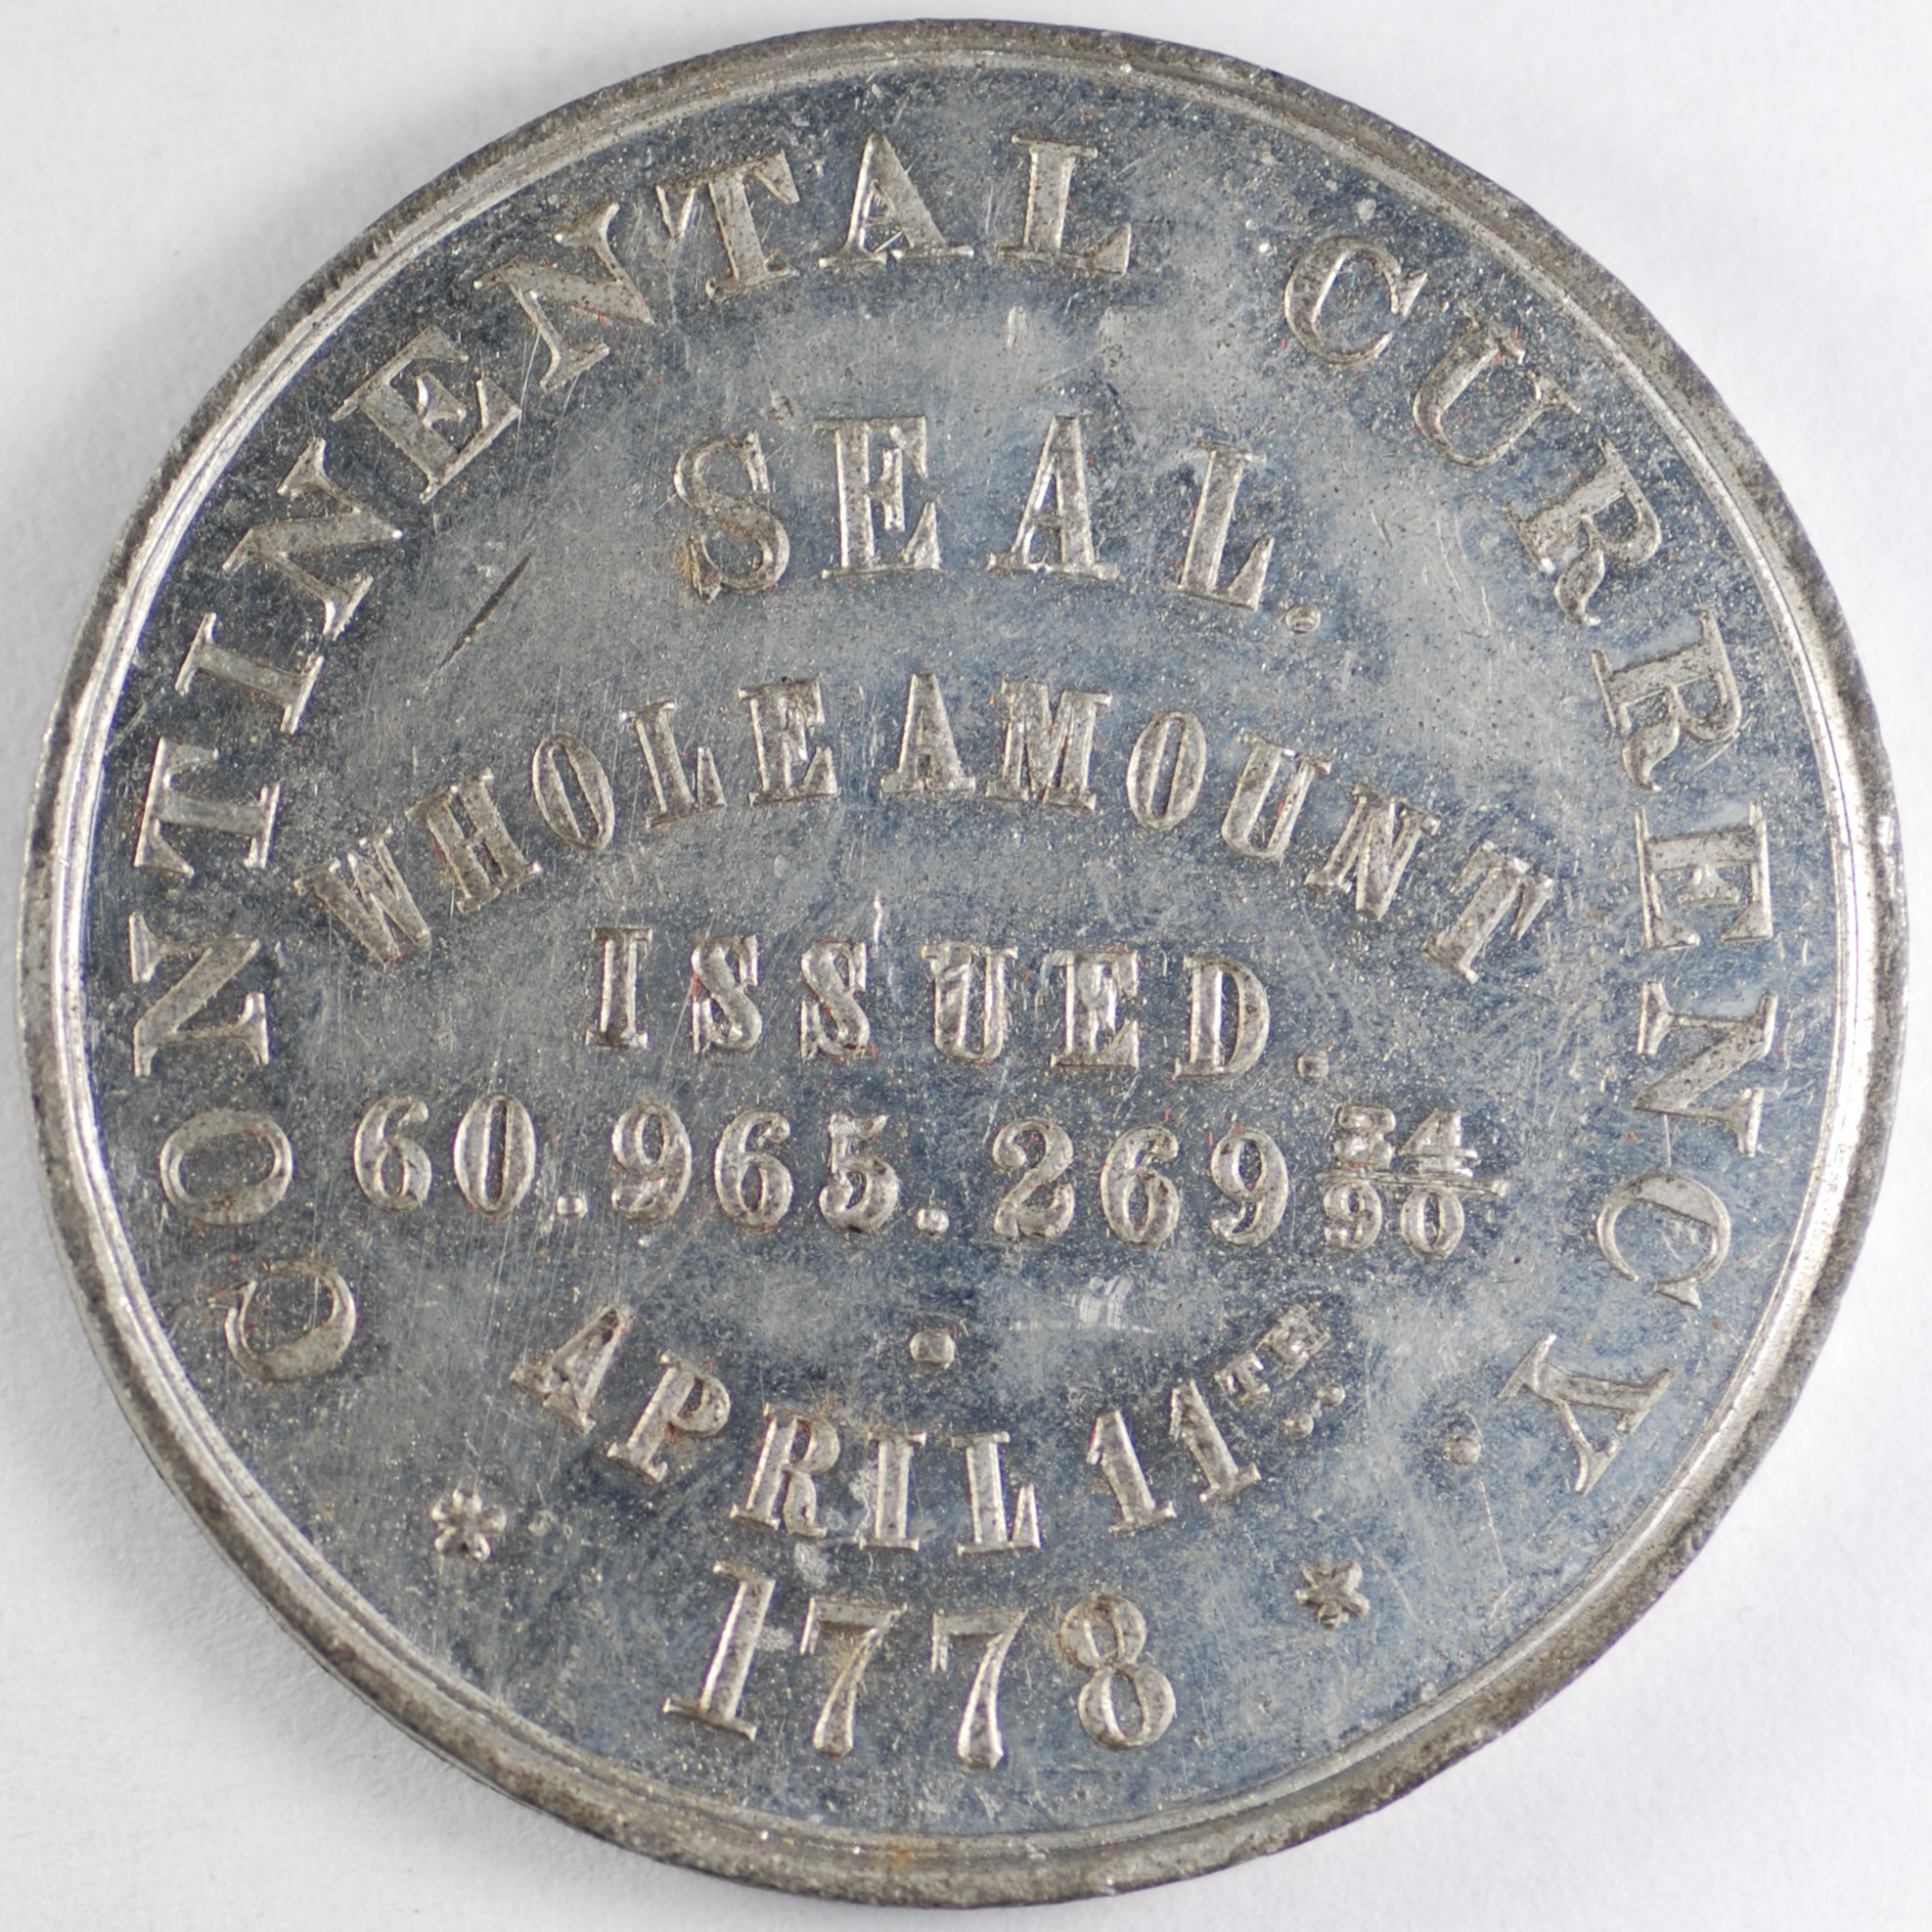 CONTINENTAL CURRENCY.
SEAL.
WHOLE AMOUNT
ISSUED.
60.965.269 34/90
APRIL 11TH
1778